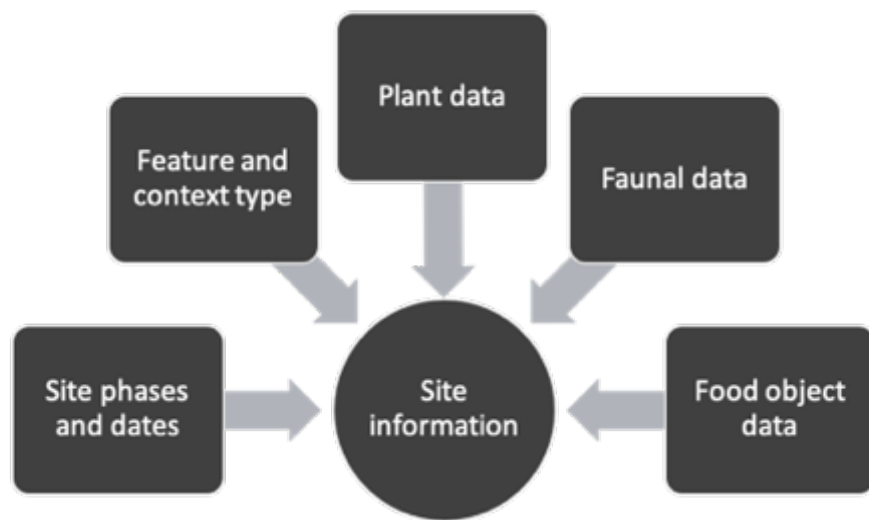 Plant data
Feature and
context type
Faunal data
Site phases
and dates
Site
information
Food object
data